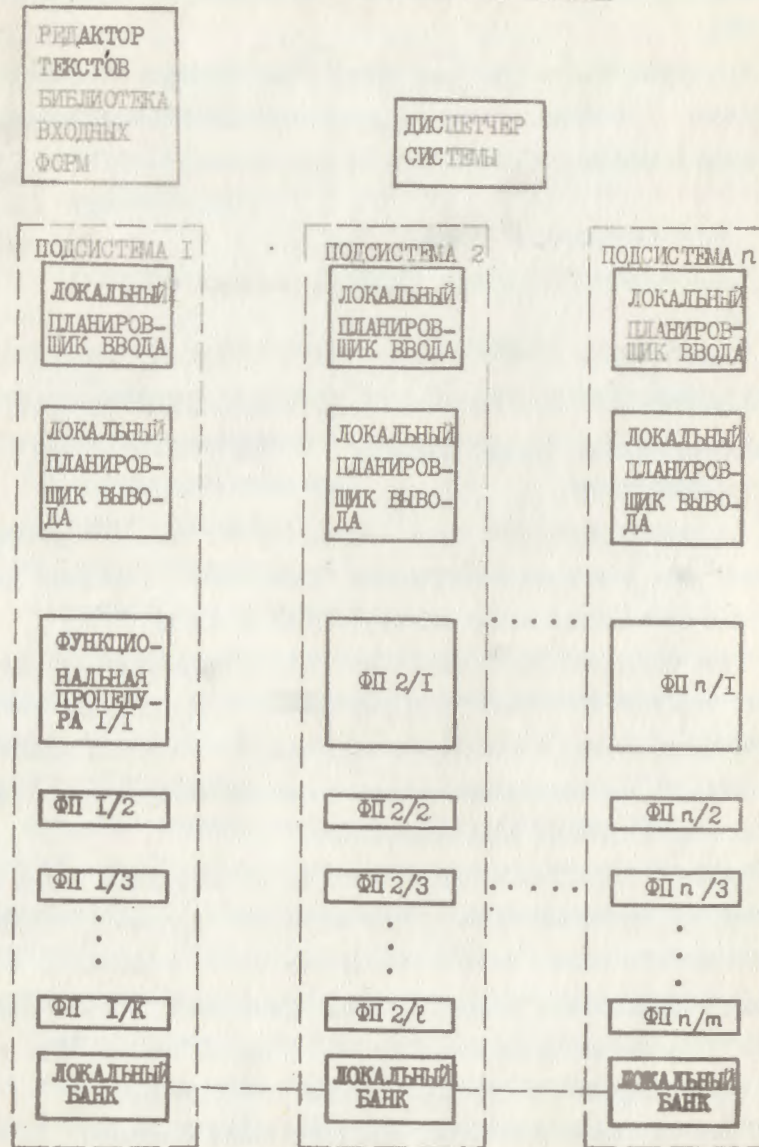 РЕДАКТОР
ТЕКСТОВ
БИБЛИОТЕКА
ВХОДНЫХ
ФОРМ
ДИСПЕТЧЕР
СИСТЕМЫ
ПОДСИСТЕМА I
ЛОКАЛЬНЫЙ
ПЛАНИРОВ-
ЩИК ВВОДА
ЛОКАЛЬНЫЙ
ПЛАНИРОВ-
ЩИК ВЫВО-
ДА
ФУНКЦИО-
НАЛЬНАЯ
ПРОЦЕДУ-
РА I/I
ФП I/2
ФП I/3
ФП I/К
ЛОКАЛЬНЫЙ
БАНК
ПОДСИСТЕМА 2
ЛОКАЛЬНЫЙ
ПЛАНИРОВ-
ЩИК ВВОДА
ЛОКАЛЬНЫЙ
ПЛАНИРОВ-
ЩИК ВЫВО-
ДА
ФП 2/I
ФП 2/2
ФП 2/3
ФП 2/ℓ
ЛОКАЛЬНЫЙ
БАНК
ПОДСИСТЕМА n
ЛОКАЛЬНЫЙ
ПЛАНИРОВ-
ЩИК ВВОДА
ЛОКАЛЬНЫЙ
ПЛАНИРОВ-
ЩИК ВЫВО-
ДА
ФП n/I
ФП n/2
ФП n/3
ФП n/m
ЛОКАЛЬНЫЙ
БАНК